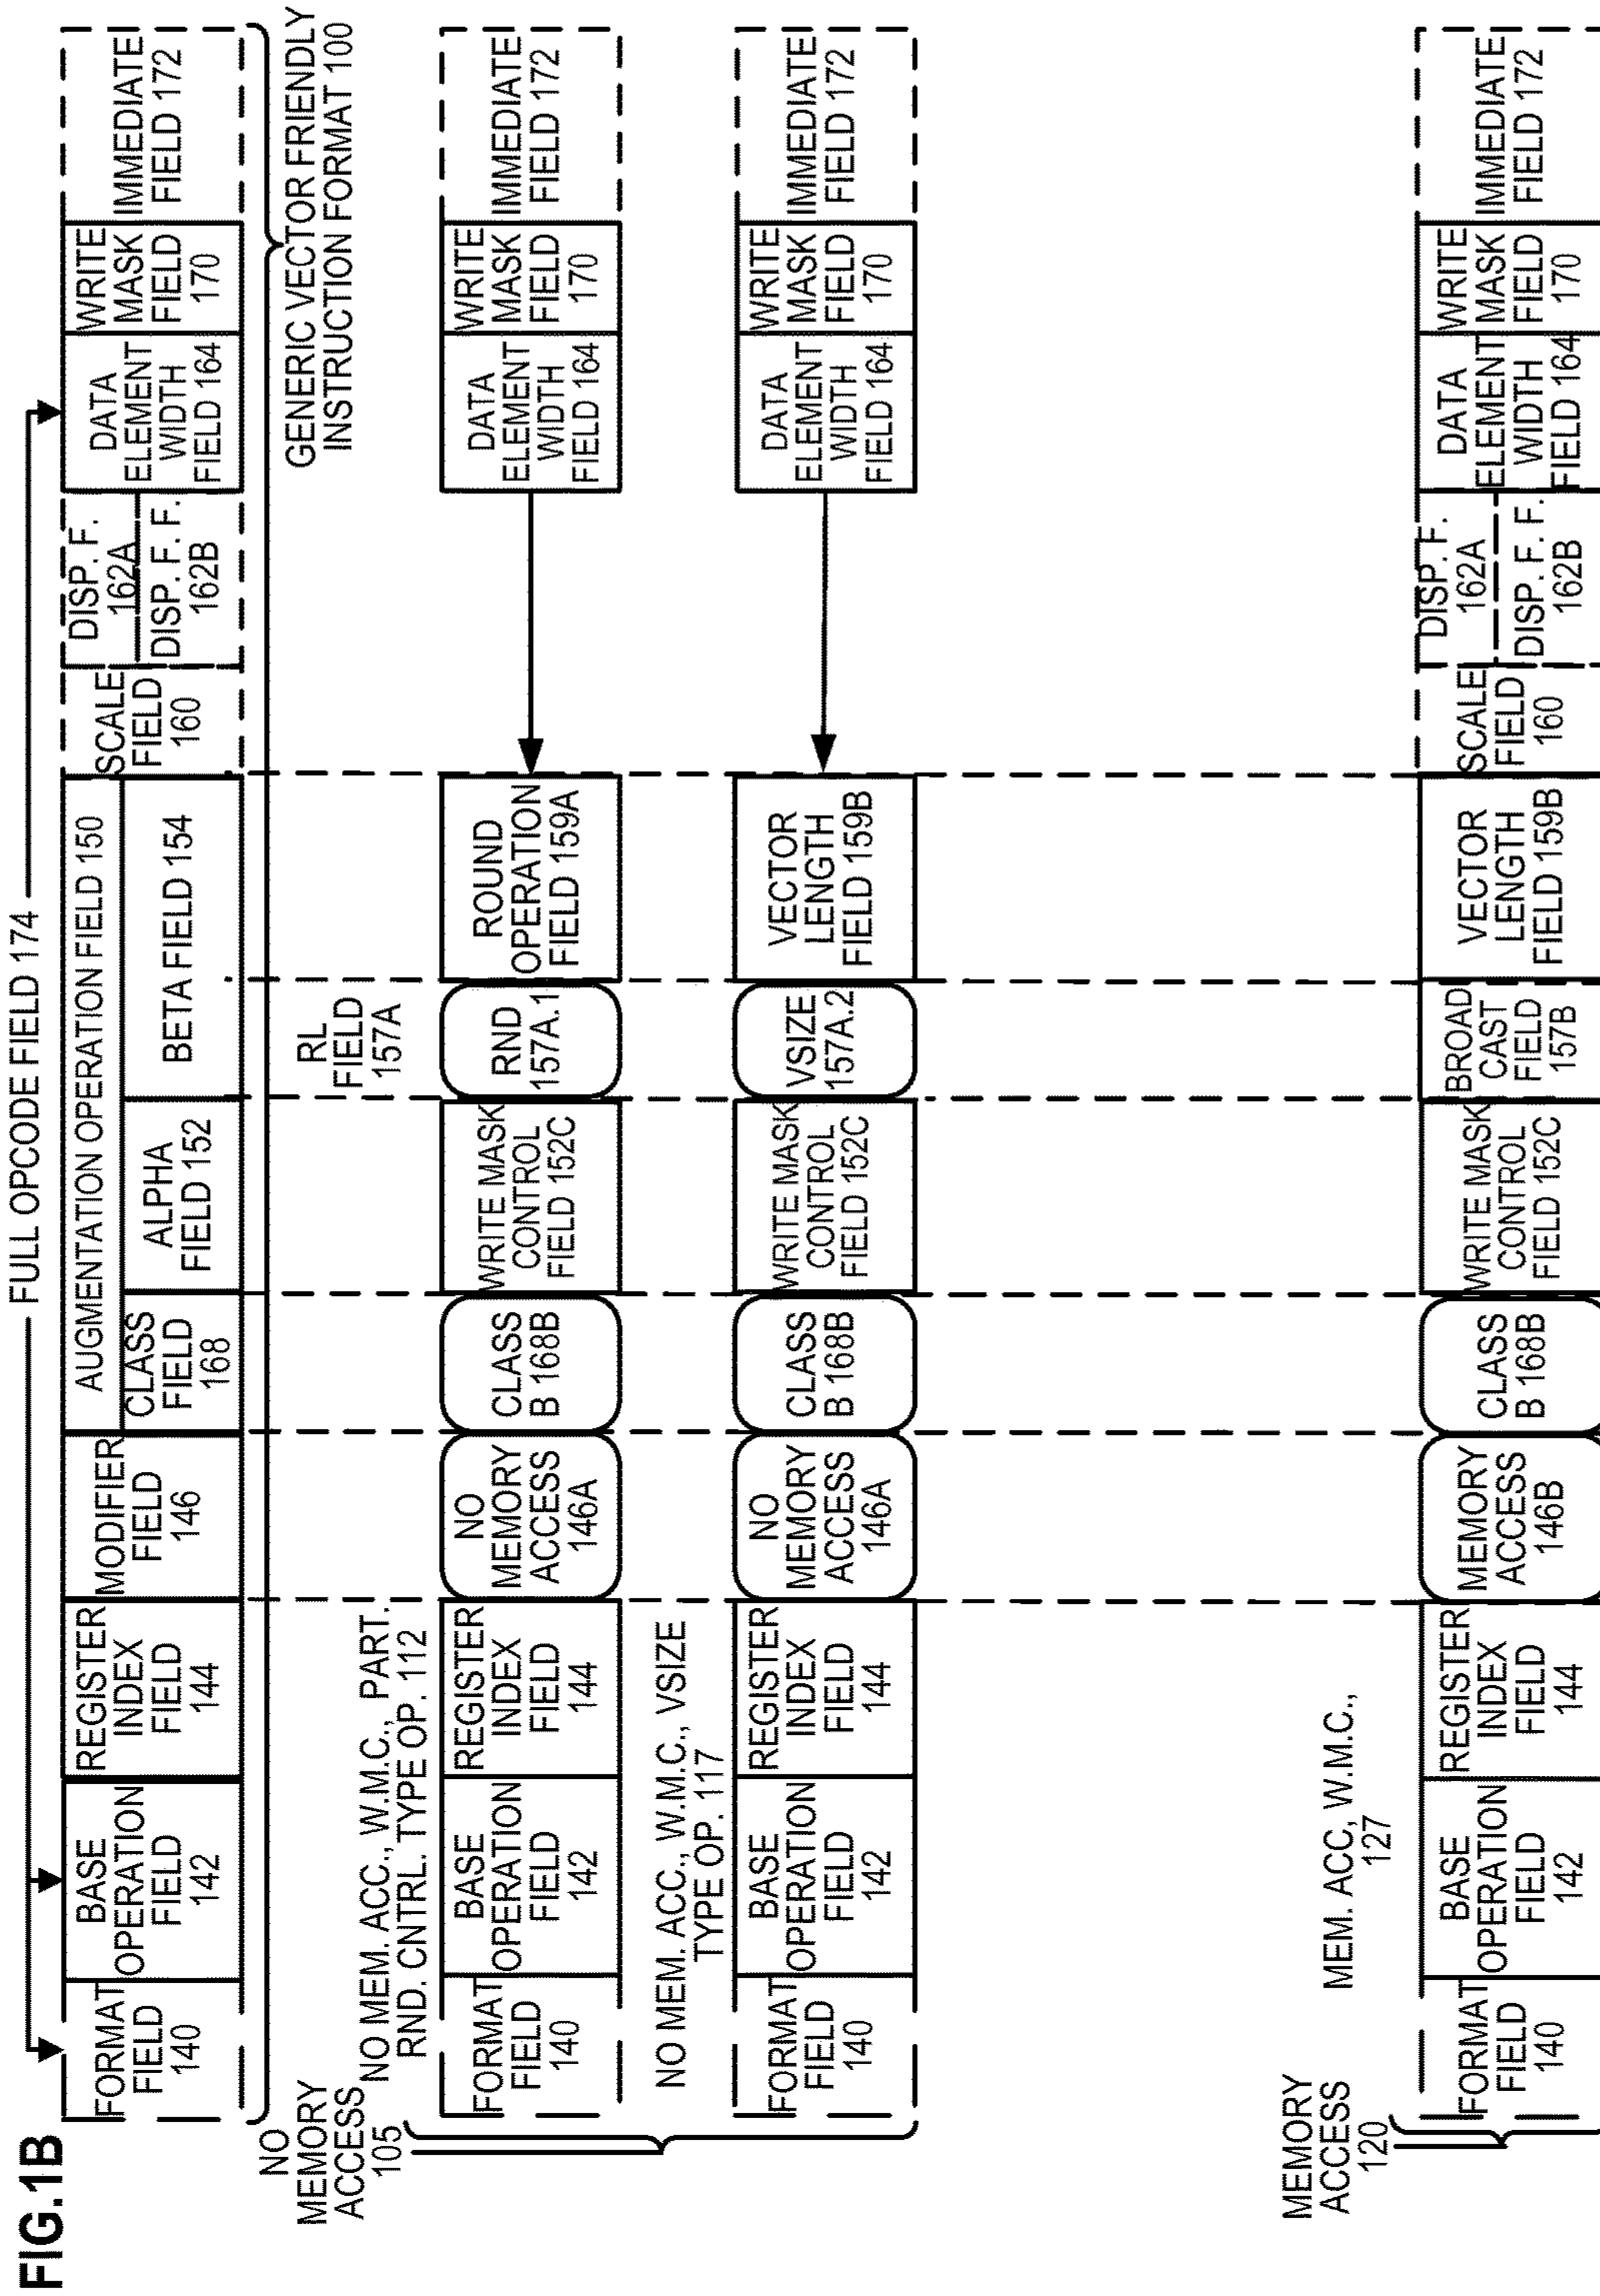 FIG.1B
FULL OPCODE FIELD 174
FORMAT
FIELD
140
BASE
OPERATION
FIELD
142
REGISTER
INDEX
FIELD
144
MODIFIER
FIELD
146
AUGMENTATION OPERATION FIELD 150
CLASS
FIELD
168
ALPHA
FIELD 152
BETA FIELD 154
SCALE
FIELD
160
DISP. F.
162A
DISP. F. F.
162B
DATA
ELEMENT
WIDTH
FIELD 164
WRITE
MASK
FIELD
170
IMMEDIATE
FIELD 172
GENERIC VECTOR FRIENDLY
INSTRUCTION FORMAT 100
NO
MEMORY
ACCESS
105
NO MEM. ACC., W.M.C., PART.
RND. CNTRL. TYPE OP. 112
RL
FIELD
157A
FORMAT
FIELD
140
BASE
OPERATION
FIELD
142
REGISTER
INDEX
FIELD
144
NO
MEMORY
ACCESS
146A
CLASS
B 168B
WRITE MASK
CONTROL
FIELD 152C
RND
157A.1
ROUND
OPERATION
FIELD 159A
DATA
ELEMENT
WIDTH
FIELD 164
WRITE
MASK
FIELD
170
IMMEDIATE
FIELD 172
NO MEM. ACC., W.M.C., VSIZE
TYPE OP. 117
FORMAT
FIELD
140
BASE
OPERATION
FIELD
142
REGISTER
INDEX
FIELD
144
NO
MEMORY
ACCESS
146A
CLASS
B 168B
WRITE MASK
CONTROL
FIELD 152C
VSIZE
157A.2
VECTOR
LENGTH
FIELD 159B
DATA
ELEMENT
WIDTH
FIELD 164
WRITE
MASK
FIELD
170
IMMEDIATE
FIELD 172
MEMORY
ACCESS
120
MEM. ACC, W.M.C.,
127
FORMAT
FIELD
140
BASE
OPERATION
FIELD
142
REGISTER
INDEX
FIELD
144
MEMORY
ACCESS
146B
CLASS
B 168B
WRITE MASK
CONTROL
FIELD 152C
BROAD
CAST
FIELD
157B
VECTOR
LENGTH
FIELD 159B
SCALE
FIELD
160
DISP. F.
162A
DISP. F. F.
162B
DATA
ELEMENT
WIDTH
FIELD 164
WRITE
MASK
FIELD
170
IMMEDIATE
FIELD 172